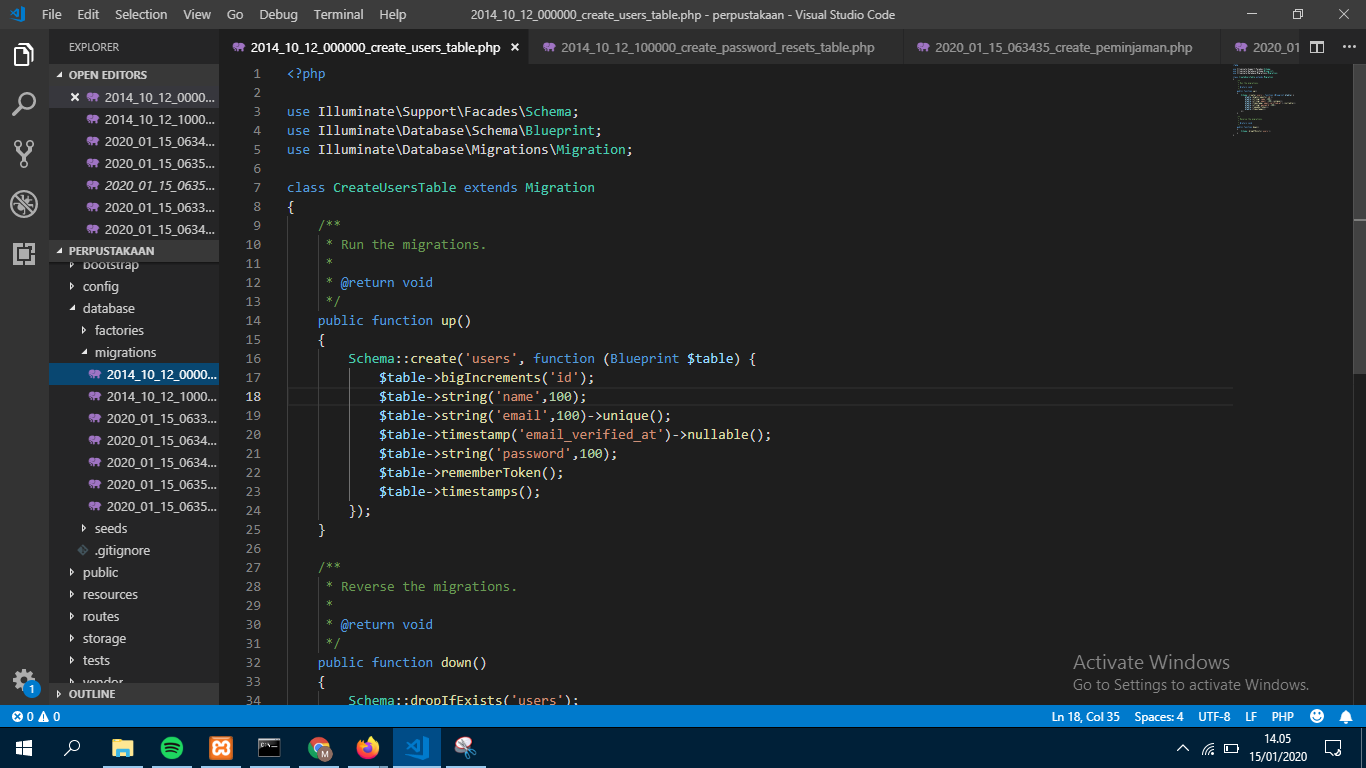 File Edit Selection View Go Debug Terminal Help
2014_10_12_000000_create_users_table.php - perpustakaan - Visual Studio Code
EXPLORER
OPEN EDITORS
2014_10_12_0000...
2014_10_12_1000...
2020_01_15_0634...
2020_01_15_0635...
2020_01_15_0635...
2020_01_15_0633...
2020_01_15_0634...
PERPUSTAKAAN
bootstrap
config
database
factories
migrations
2014_10_12_0000...
2014_10_12_1000...
2020_01_15_0633...
2020_01_15_0634...
2020_01_15_0634...
2020_01_15_0635...
2020_01_15_0635...
seeds
.gitignore
public
resources
routes
storage
tests
vendor
OUTLINE
2014_10_12_000000_create_users_table.php
2014_10_12_100000_create_password_resets_table.php
2020_01_15_063435_create_peminjaman.php
2020_01
1 <?php
2
3 use Illuminate\Support\Facades\Schema;
4 use Illuminate\Database\Schema\Blueprint;
5 use Illuminate\Database\Migrations\Migration;
6
7 class CreateUsersTable extends Migration
8 {
9 /**
10 * Run the migrations.
11 *
12 * @return void
13 */
14 public function up()
15 {
16 Schema::create('users', function (Blueprint $table) {
17 $table->bigIncrements('id');
18 $table->string('name',100);
19 $table->string('email',100)->unique();
20 $table->timestamp('email_verified_at')->nullable();
21 $table->string('password',100);
22 $table->rememberToken();
23 $table->timestamps();
24 });
25 }
26
27 /**
28 * Reverse the migrations.
29 *
30 * @return void
31 */
32 public function down()
33 {
34 Schema::dropIfExists('users');
Activate Windows
Go to Settings to activate Windows.
1
0 0
Ln 18, Col 35 Spaces: 4 UTF-8 LF PHP
M
14.05
15/01/2020